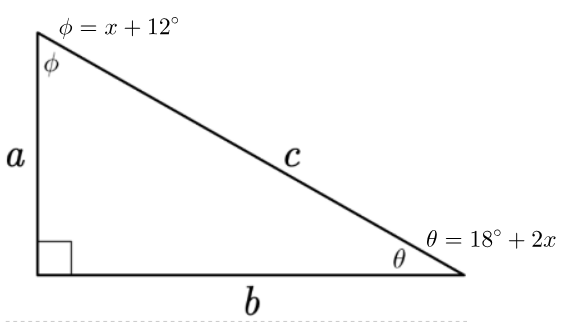 ϕ = x + 12°
ϕ
a
c
θ = 18° + 2x
θ
b